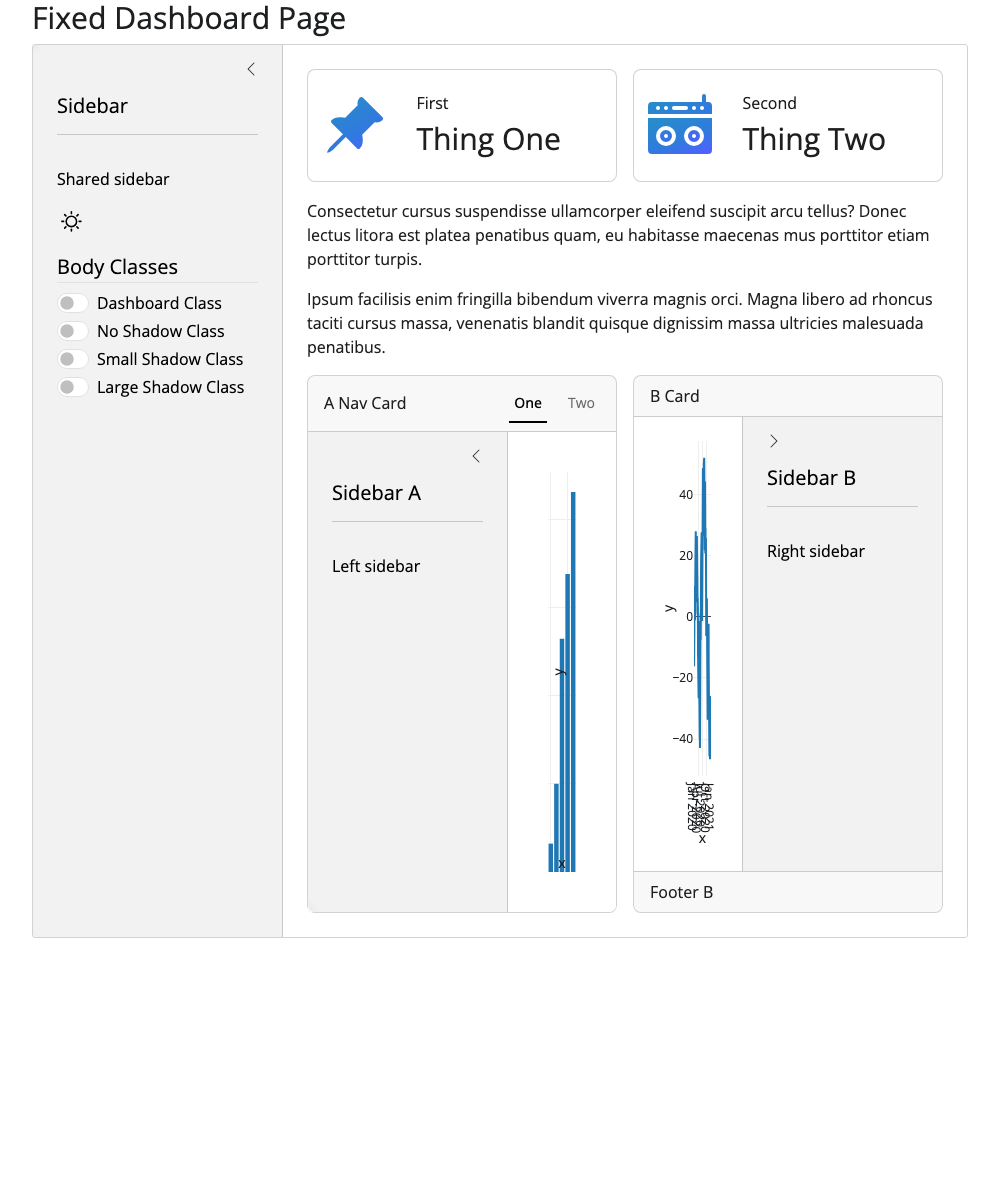 Fixed Dashboard Page
Sidebar
Shared sidebar
Body Classes
Dashboard Class
No Shadow Class
Small Shadow Class
Large Shadow Class
First
Thing One
Second
Thing Two
Consectetur cursus suspendisse ullamcorper eleifend suscipit arcu tellus? Donec
lectus litora est platea penatibus quam, eu habitasse maecenas mus porttitor etiam
porttitor turpis.
Ipsum facilisis enim fringilla bibendum viverra magnis orci. Magna libero ad rhoncus
taciti cursus massa, venenatis blandit quisque dignissim massa ultricies malesuada
penatibus.
A Nav Card
One
Two
Sidebar A
Left sidebar
y
x
B Card
40
20
0
−20
−40
y
Jan 2020
Jan 2021
x
Sidebar B
Right sidebar
Footer B